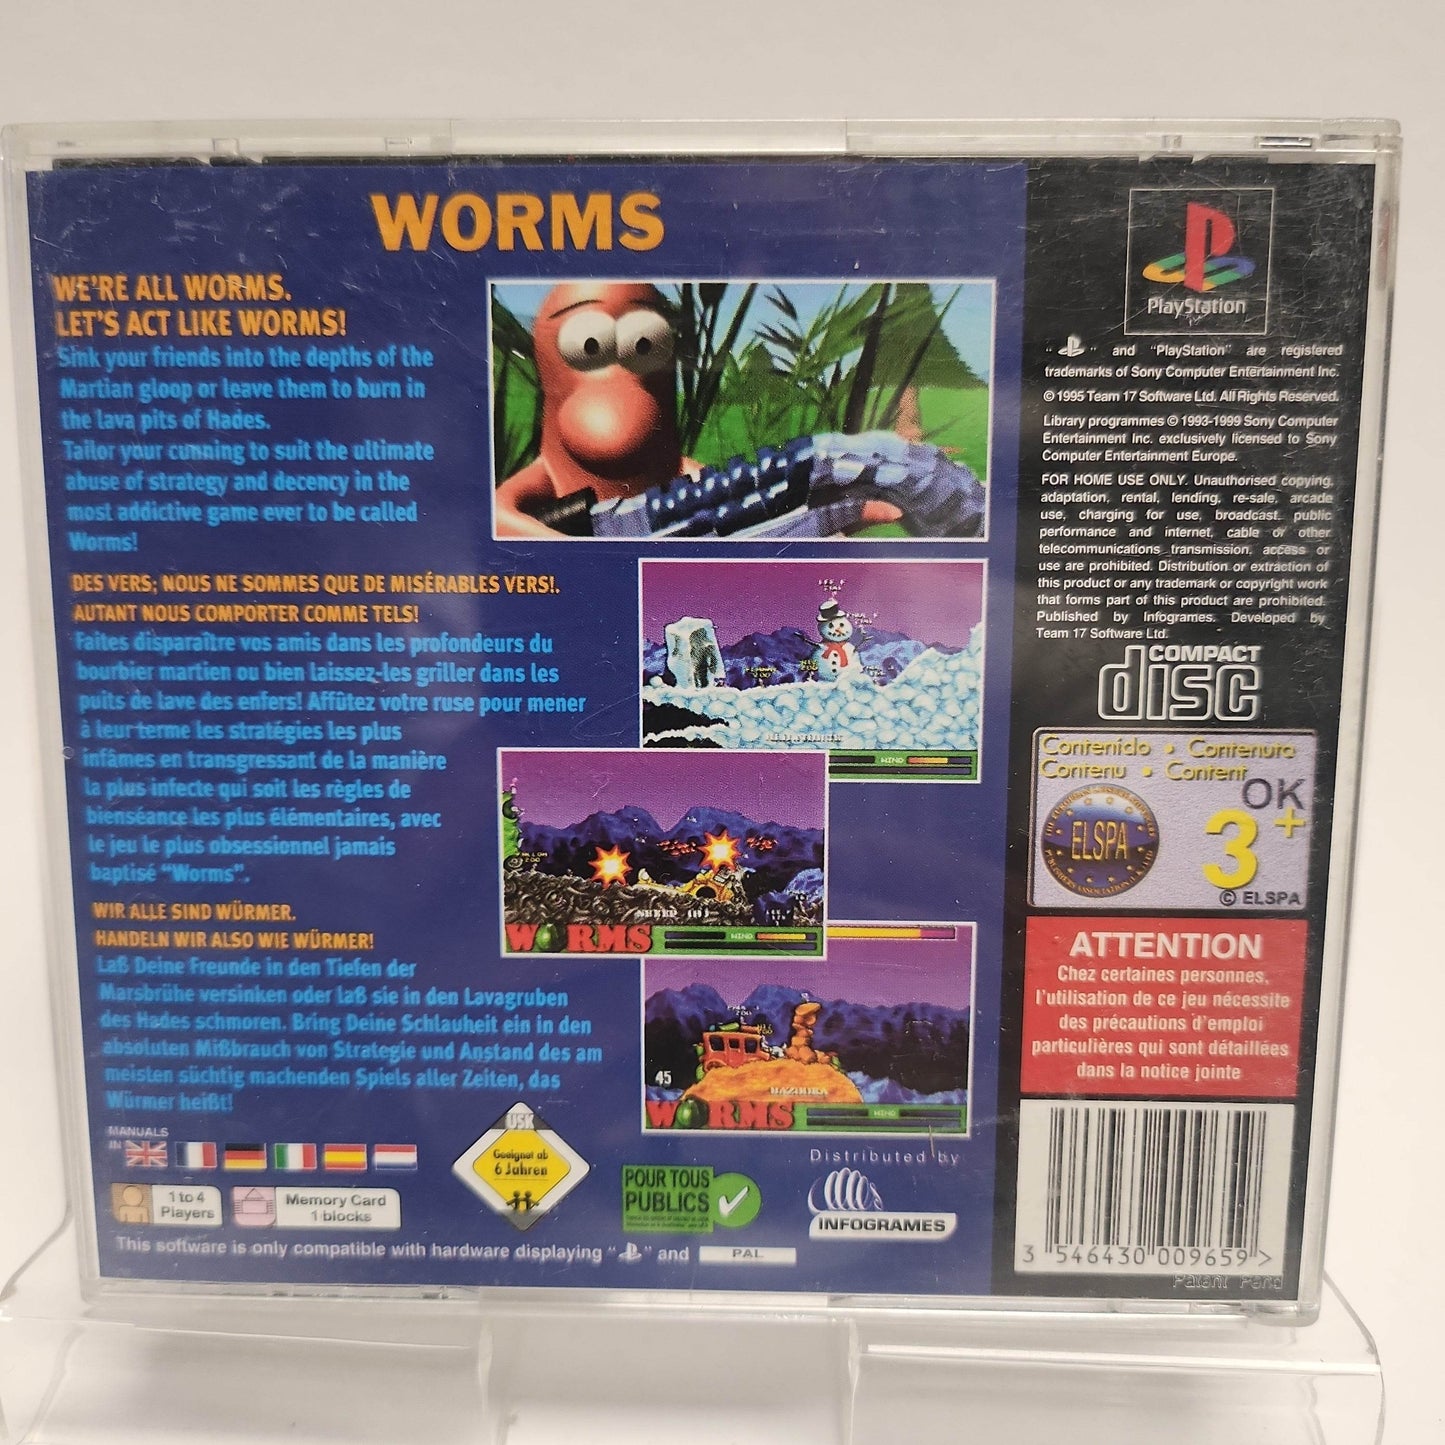 WORMS
WE'RE ALL WORMS.
LET'S ACT LIKE WORMS!
Sink your friends into the depths of the
Martian gloop or leave them to burn in
the lava pits of Hades.
Tailor your cunning to suit the ultimate
abuse of strategy and decency in the
most addictive game ever to be called
Worms!
DES VERS; NOUS NE SOMMES QUE DE MISÉRABLES VERS!.
AUTANT NOUS COMPORTER COMME TELS!
Faites disparaître vos amis dans les profondeurs du
bourbier martien ou bien laissez-les griller dans les
puits de lave des enfers! Affûtez votre ruse pour mener
à leur terme les stratégies les plus
infâmes en transgressant de la manière
la plus infecte qui soit les règles de
bienséance les plus élémentaires, avec
le jeu le plus obsessionnel jamais
baptisé "Worms".
WIR ALLE SIND WÜRMER.
HANDELN WIR ALSO WIE WÜRMER!
Laß Deine Freunde in den Tiefen der
Marsbrühe versinken oder laß sie in den Lavagruben
des Hades schmoren. Bring Deine Schlauheit ein in den
absoluten Mißbrauch von Strategie und Anstand des am
meisten süchtig machenden Spiels aller Zeiten, das
Würmer heißt!
MANUALS
IN
1 to 4
Players
Memory Card
1 blocks
USK
Geeignet ab
6 Jahren
POUR TOUS
PUBLICS
Distributed by
INFOGRAMES
This software is only compatible with hardware displaying " " and PAL
WIND
WORMS
WIND
45
BAZOOKA
WORMS
WIND
PlayStation
" " and "PlayStation" are registered
trademarks of Sony Computer Entertainment Inc.
© 1995 Team 17 Software Ltd. All Rights Reserved.
Library programmes © 1993-1999 Sony Computer
Entertainment Inc. exclusively licensed to Sony
Computer Entertainment Europe.
FOR HOME USE ONLY. Unauthorised copying,
adaptation, rental, lending, re-sale, arcade
use, charging for use, broadcast, public
performance and internet, cable or other
telecommunications transmission, access or
use are prohibited. Distribution or extraction of
this product or any trademark or copyright work
that forms part of this product are prohibited.
Published by Infogrames. Developed by
Team 17 Software Ltd.
COMPACT
disc
Contenido • Contenuto
Contenu • Content
OK
3+
ELSPA
© ELSPA
ATTENTION
Chez certaines personnes,
l'utilisation de ce jeu nécessite
des précautions d'emploi
particulières qui sont détaillées
dans la notice jointe
3 546430 009659 >
Patent Pend